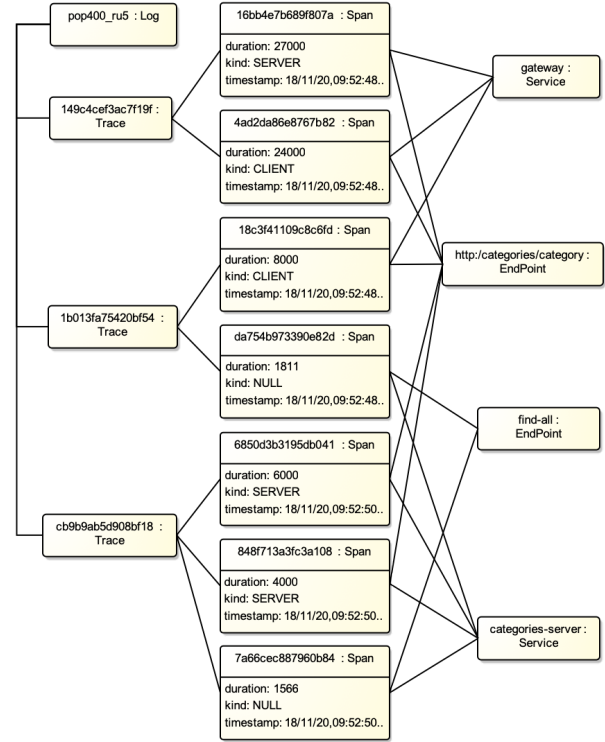 pop400_ru5 : Log
149c4cef3ac7f19f :
Trace
1b013fa75420bf54 :
Trace
cb9b9ab5d908bf18 :
Trace
16bb4e7b689f807a : Span
duration: 27000
kind: SERVER
timestamp: 18/11/20,09:52:48..
4ad2da86e8767b82 : Span
duration: 24000
kind: CLIENT
timestamp: 18/11/20,09:52:48..
18c3f41109c8c6fd : Span
duration: 8000
kind: CLIENT
timestamp: 18/11/20,09:52:48..
da754b973390e82d : Span
duration: 1811
kind: NULL
timestamp: 18/11/20,09:52:48..
6850d3b3195db041 : Span
duration: 6000
kind: SERVER
timestamp: 18/11/20,09:52:50..
848f713a3fc3a108 : Span
duration: 4000
kind: SERVER
timestamp: 18/11/20,09:52:50..
7a66cec887960b84 : Span
duration: 1566
kind: NULL
timestamp: 18/11/20,09:52:50..
gateway :
Service
http:/categories/category :
EndPoint
find-all :
EndPoint
categories-server :
Service